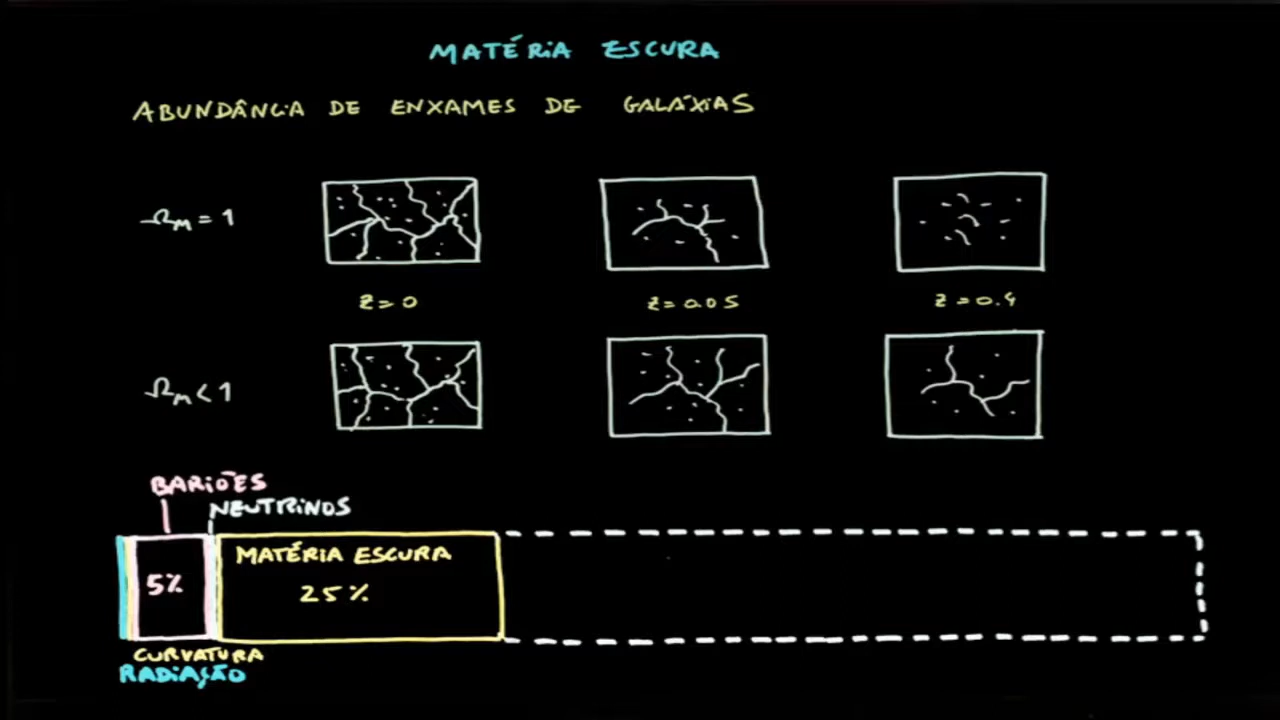 MATÉRIA ESCURA
ABUNDÂNCIA DE ENXAMES DE GALÁXIAS
ΩM = 1
Z = 0
Z = 0.05
Z = 0.4
ΩM < 1
BARIÕES
NEUTRINOS
MATÉRIA ESCURA
5%
25%
CURVATURA
RADIAÇÃO